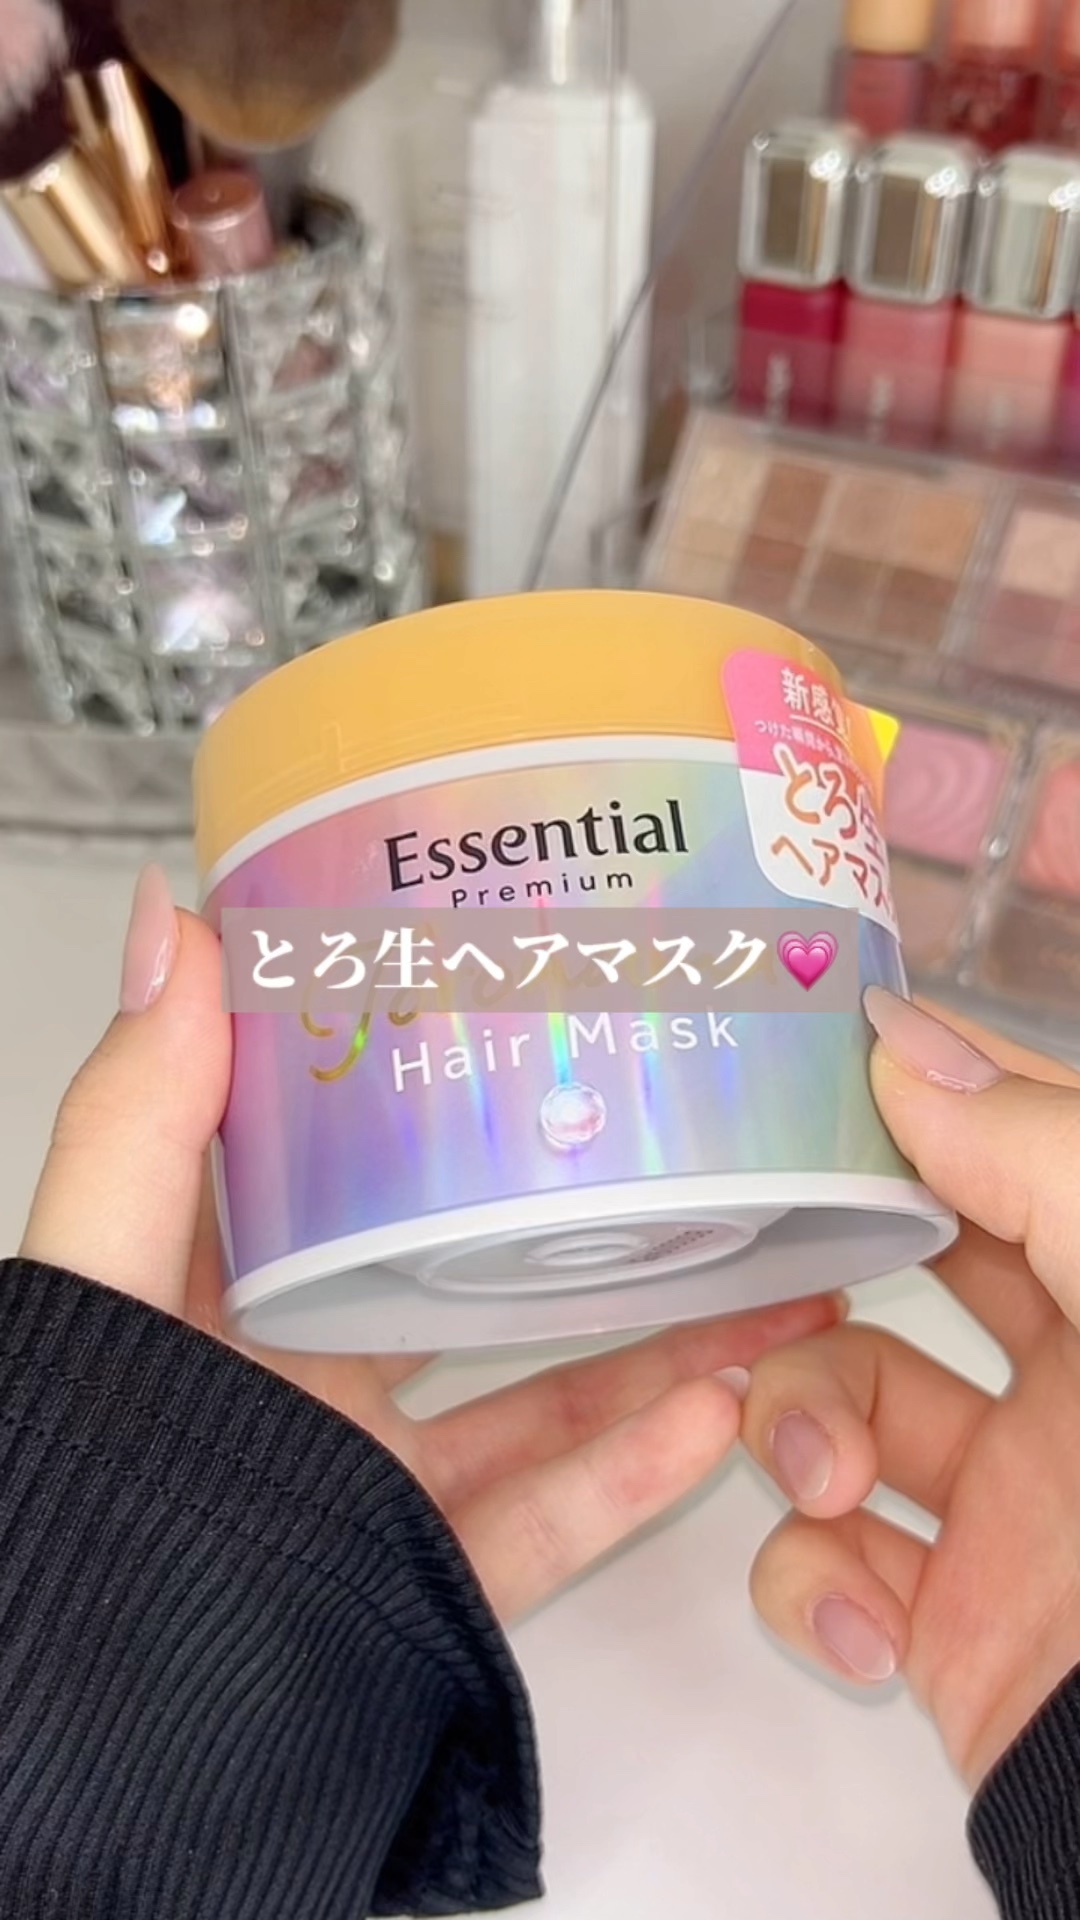 新感覚!
とろ生
ヘアマスク
Essential
Premium
とろ生ヘアマスク💗
Hair Mask